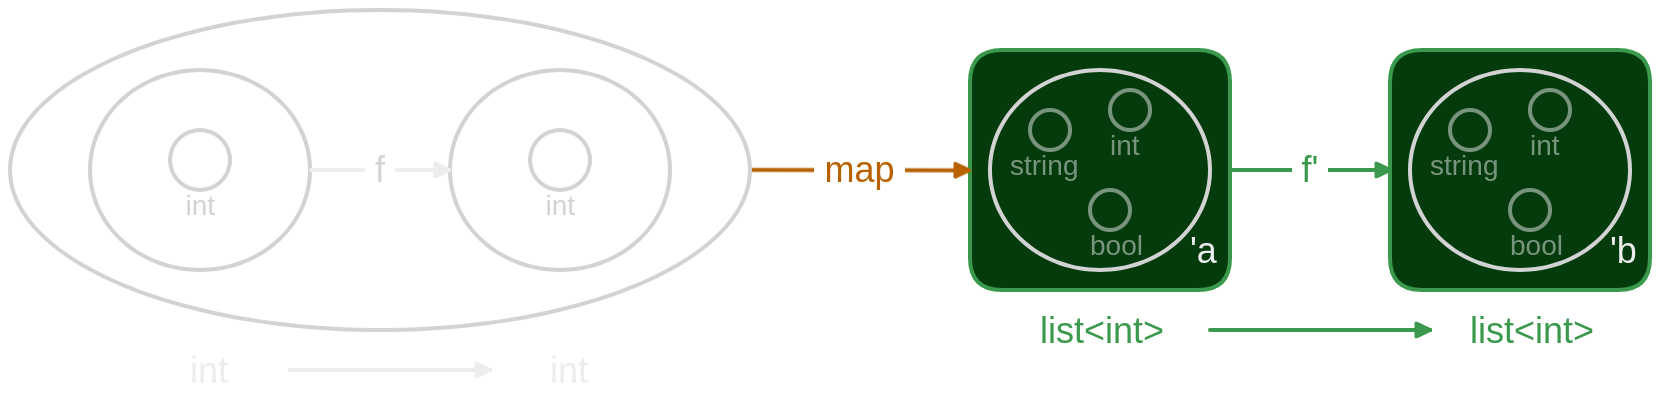 f
int
int
int
int
map
string
int
bool
'a
f'
string
int
bool
'b
list<int>
list<int>